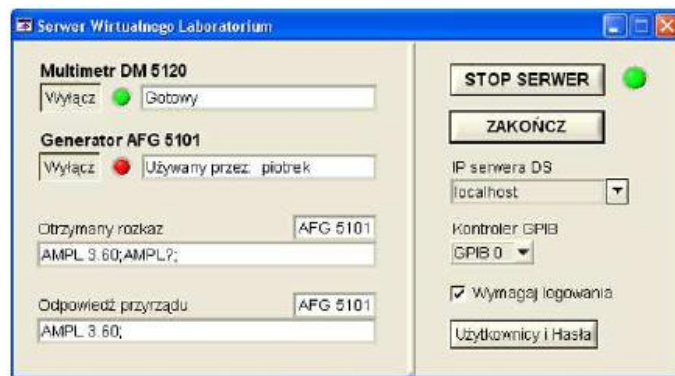 Serwer Wirtualnego Laboratorium
Multimetr DM 5120
Wyłącz Gotowy
Generator AFG 5101
Wyłącz Używany przez: piotrek
Otrzymany rozkaz AFG 5101
AMPL 3.60;AMPL?;
Odpowiedź przyrządu AFG 5101
AMPL 3.60;
STOP SERWER
ZAKOŃCZ
IP serwera DS
localhost
Kontroler GPIB
GPIB 0
Wymagaj logowania
Użytkownicy i Hasła